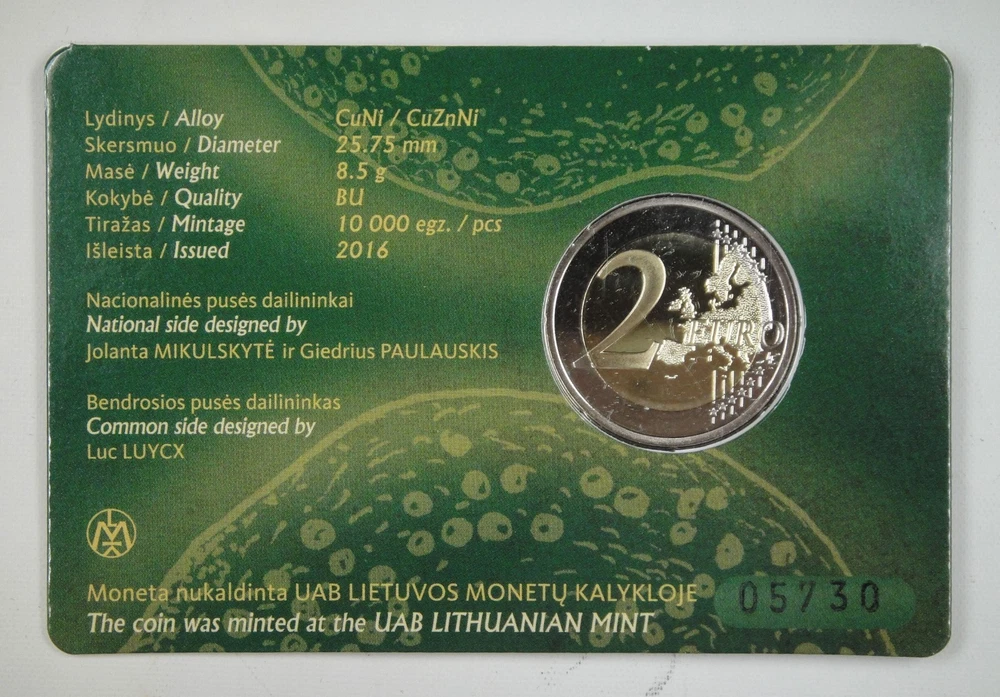 Lydinys / Alloy CuNi / CuZnNi
Skersmuo / Diameter 25.75 mm
Masė / Weight 8.5 g
Kokybė / Quality BU
Tiražas / Mintage 10 000 egz. / pcs
Išleista / Issued 2016
Nacionalinės pusės dailininkai
National side designed by
Jolanta MIKULSKYTĖ ir Giedrius PAULAUSKIS
2 EURO
LL
Bendrosios pusės dailininkas
Common side designed by
Luc LUYCX
LMK
Moneta nukaldinta UAB LIETUVOS MONETŲ KALYKLOJE
05730
The coin was minted at the UAB LITHUANIAN MINT